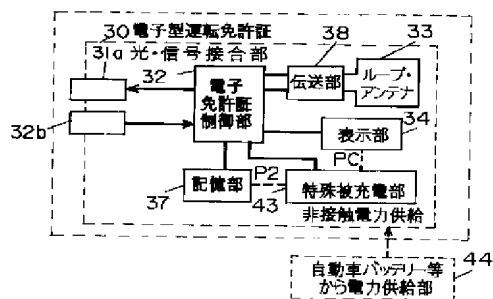 30 電子型運転免許証
31a 光・信号接合部
38
33
32
電子
免許証
制御部
伝送部
ループ・
アンテナ
32b
表示部
34
PC
記憶部
P2
特殊被充電部
37
43
非接触電力供給
自動車バッテリー等
から電力供給部
44